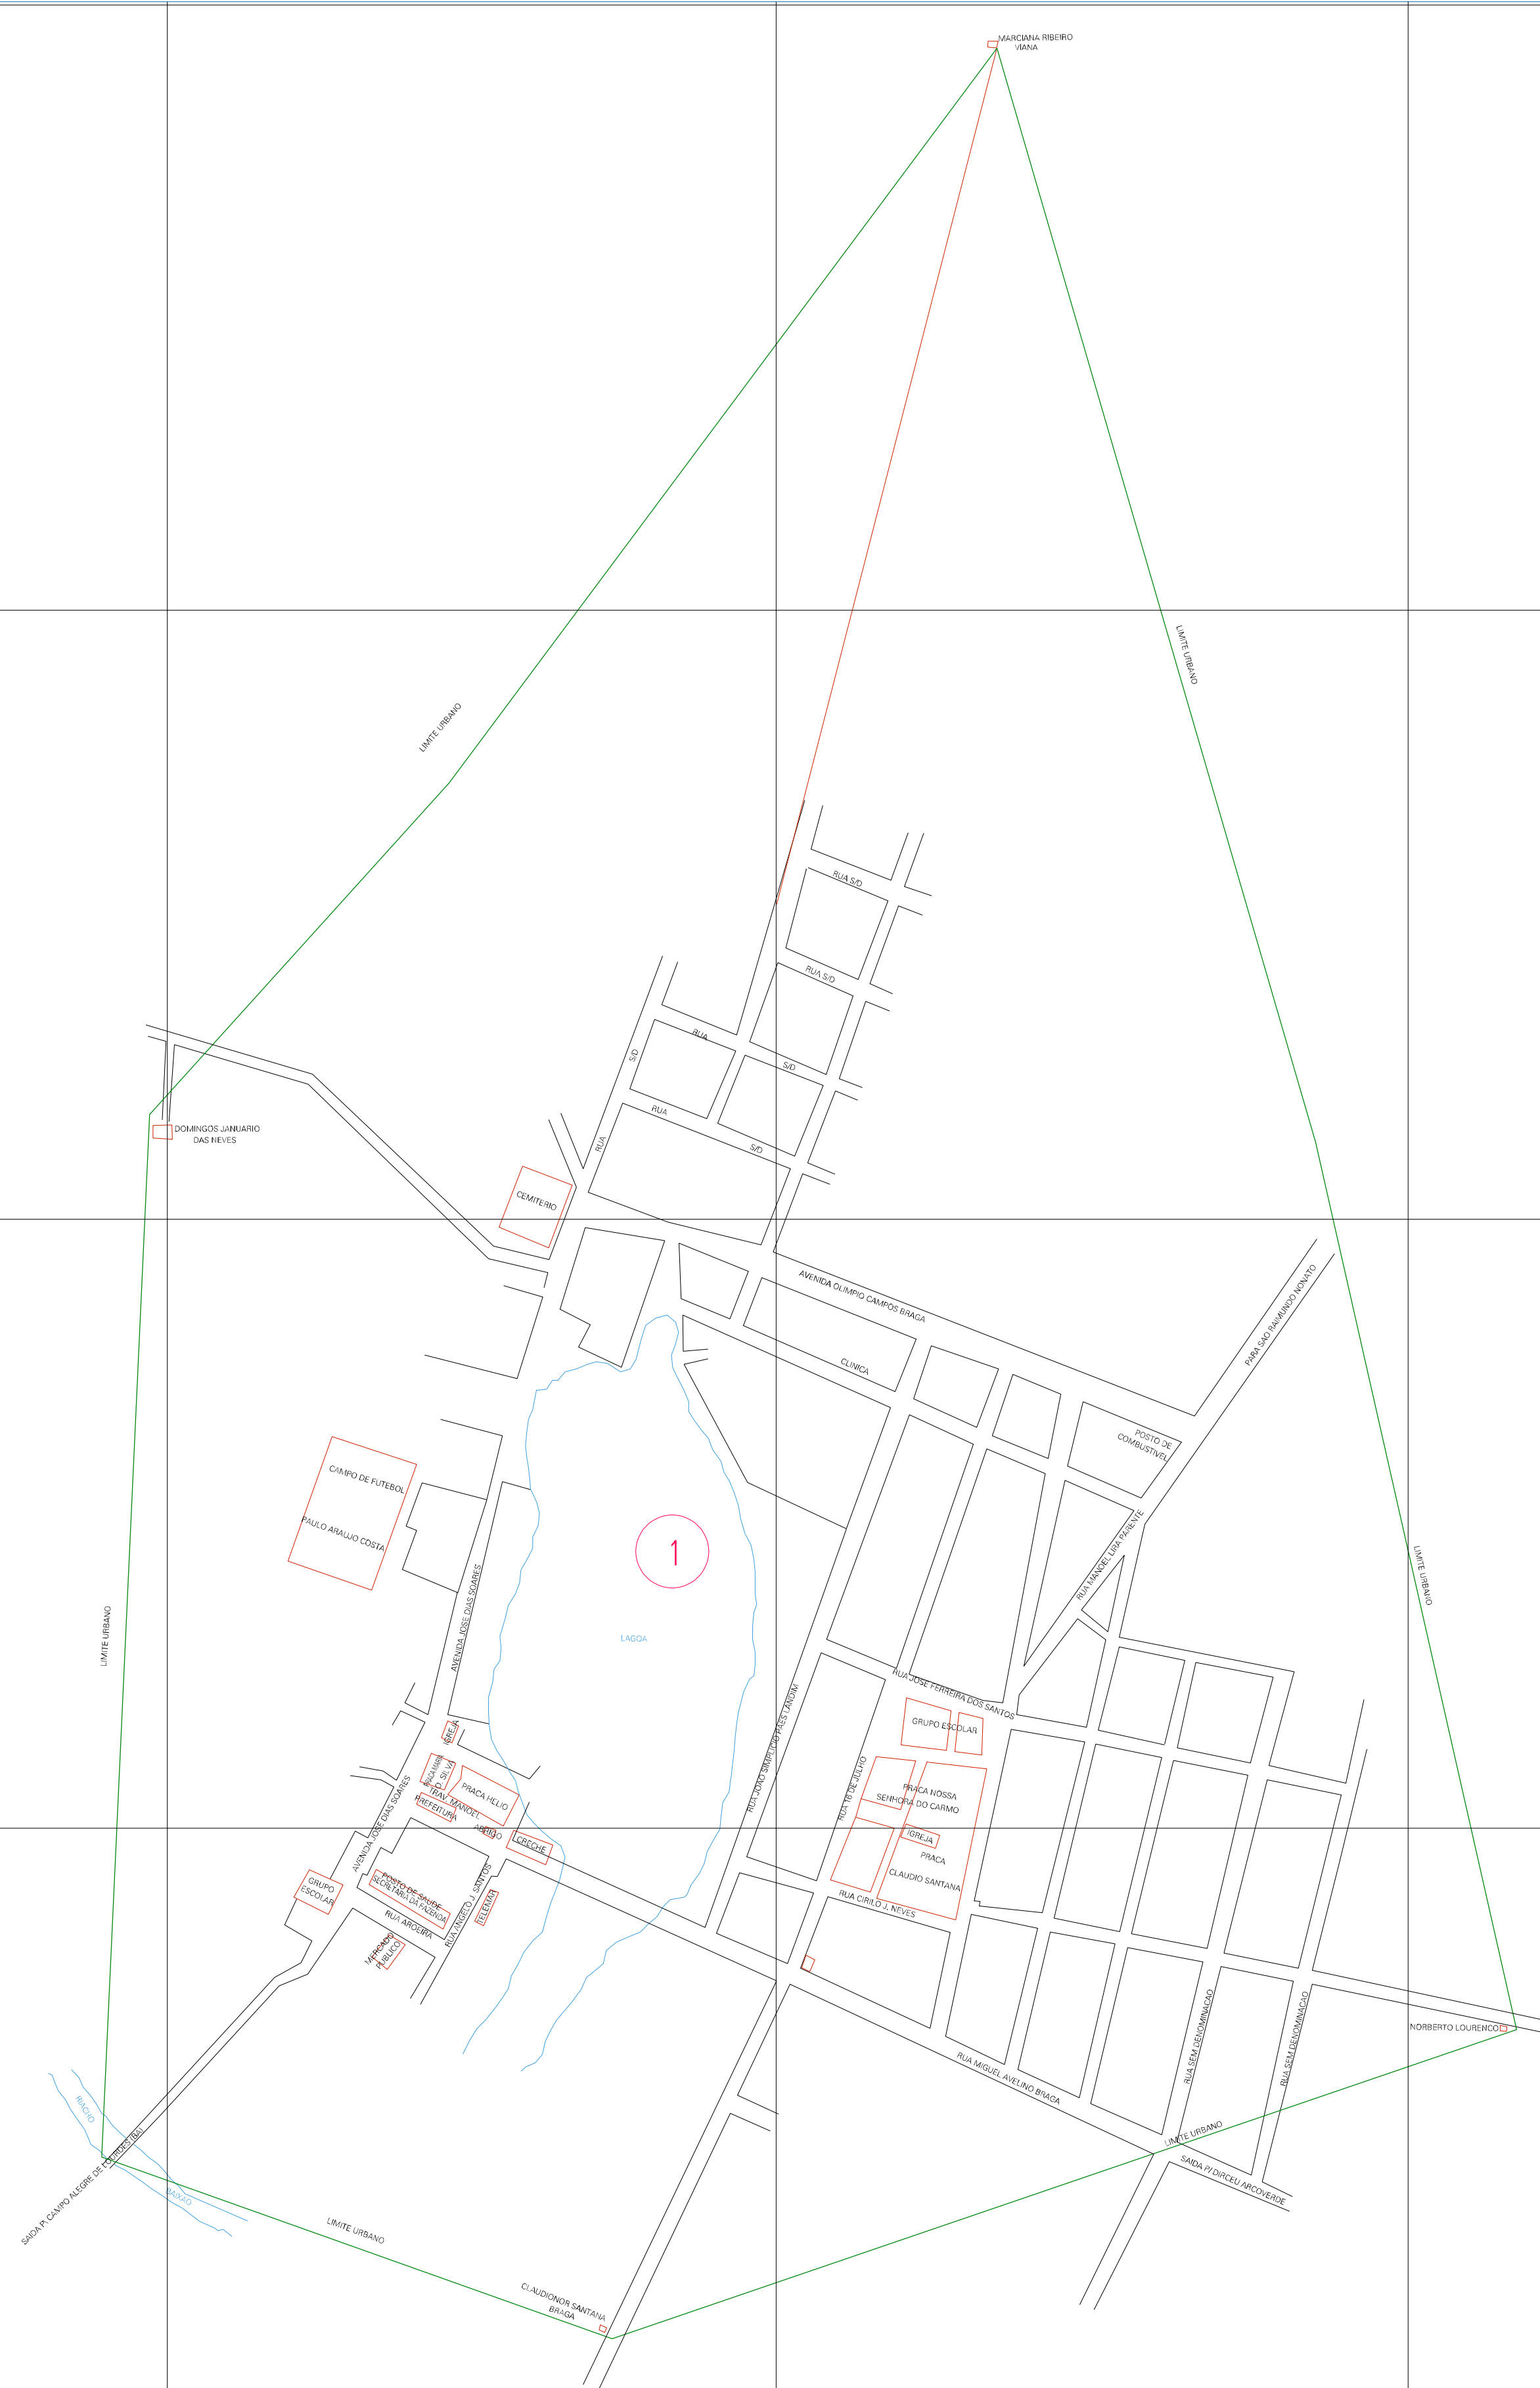 MARCIANA RIBEIRO
VIANA
LIMITE URBANO
LIMITE URBANO
RUA S/D
RUA S/D
RUA
S/D
S/D
RUA
S/D
RUA
DOMINGOS JANUARIO
DAS NEVES
CEMITERIO
AVENIDA OLIMPIO CAMPOS BRAGA
PARA SAO RAIMUNDO NONATO
CLINICA
POSTO DE
COMBUSTIVEL
CAMPO DE FUTEBOL
PAULO ARAUJO COSTA
1
LAGOA
RUA MANOEL LIRA PARENTE
LIMITE URBANO
LIMITE URBANO
AVENIDA JOSE DIAS SOARES
RUA JOSE FERREIRA DOS SANTOS
GRUPO ESCOLAR
RUA JOAO SIMPLICIO PAES LANDIM
RUA 16 DE JULHO
PRACA NOSSA
SENHORA DO CARMO
IGREJA
PRACA
CLAUDIO SANTANA
RUA CIRILO J. NEVES
IGREJA
PRACA MARIA
D. SILVA
PRACA HELIO
TRAV. MANOEL
PREFEITURA
ABRIGO
CRECHE
AVENIDA JOSE DIAS SOARES
GRUPO
ESCOLAR
POSTO DE SAUDE
SECRETARIA DA FAZENDA
RUA AROEIRA
RUA ANGELO J. SANTOS
TELEMAR
MERCADO
PUBLICO
RUA SEM DENOMINACAO
RUA SEM DENOMINACAO
NORBERTO LOURENCO
RUA MIGUEL AVELINO BRAGA
LIMITE URBANO
SAIDA P/ DIRCEU ARCOVERDE
RIACHO
BAIXAO
SAIDA P\ CAMPO ALEGRE DE LOURDES (BA)
LIMITE URBANO
CLAUDIONOR SANTANA
BRAGA